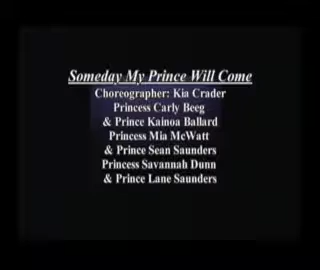 Someday My Prince Will Come
Choreographer: Kia Crader
Princess Carly Beeg
& Prince Kainoa Ballard
Princess Mia McWatt
& Prince Sean Saunders
Princess Savannah Dunn
& Prince Lane Saunders